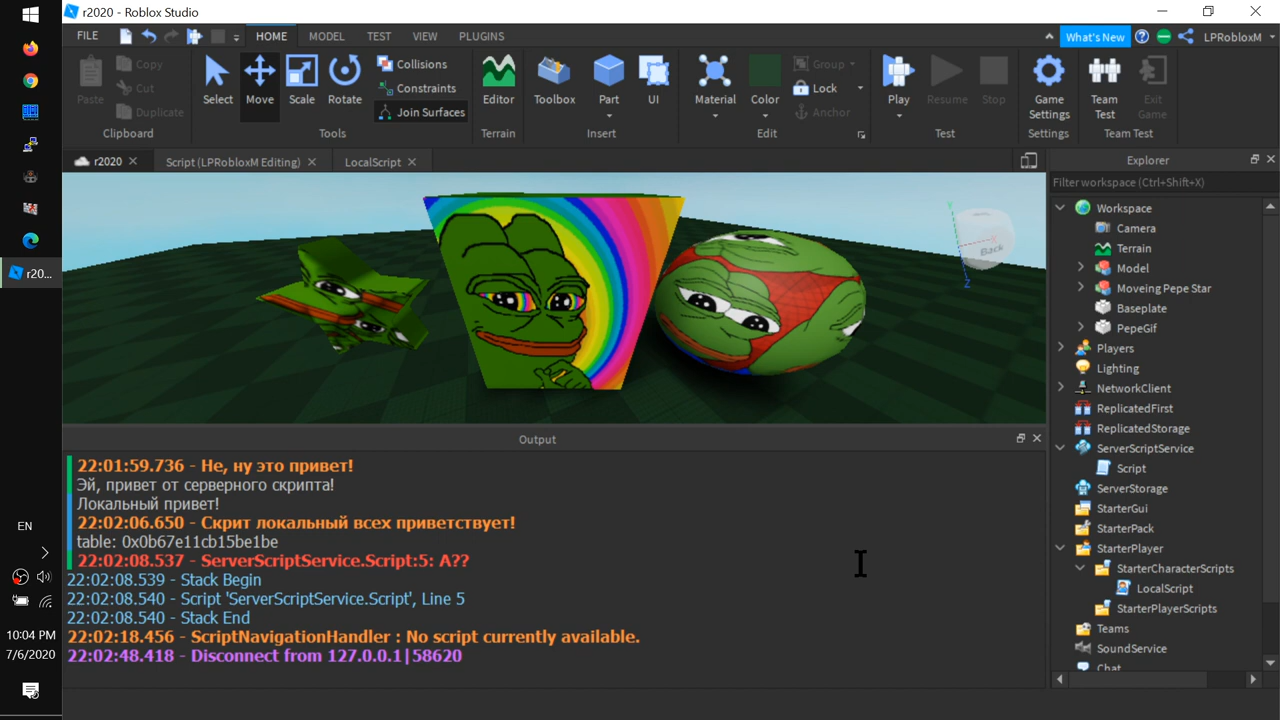 r2020 - Roblox Studio
FILE
HOME
MODEL
TEST
VIEW
PLUGINS
What's New
LPRobloxM
Paste
Copy
Cut
Duplicate
Clipboard
Select
Move
Scale
Rotate
Collisions
Constraints
Join Surfaces
Tools
Editor
Terrain
Toolbox
Part
UI
Insert
Material
Color
Group
Lock
Anchor
Edit
Play
Resume
Stop
Test
Game
Settings
Settings
Team
Test
Exit
Game
Team Test
r2020
Script (LPRobloxM Editing)
LocalScript
Explorer
Filter workspace (Ctrl+Shift+X)
Workspace
Camera
Terrain
Model
Moveing Pepe Star
Baseplate
PepeGif
Players
Lighting
NetworkClient
ReplicatedFirst
ReplicatedStorage
ServerScriptService
Script
ServerStorage
StarterGui
StarterPack
StarterPlayer
StarterCharacterScripts
LocalScript
StarterPlayerScripts
Teams
SoundService
Chat
Y
X
Z
Back
Output
22:01:59.736 - Не, ну это привет!
Эй, привет от серверного скрипта!
Локальный привет!
22:02:06.650 - Скрит локальный всех приветствует!
table: 0x0b67e11cb15be1be
22:02:08.537 - ServerScriptService.Script:5: А??
22:02:08.539 - Stack Begin
22:02:08.540 - Script 'ServerScriptService.Script', Line 5
22:02:08.540 - Stack End
22:02:18.456 - ScriptNavigationHandler : No script currently available.
22:02:48.418 - Disconnect from 127.0.0.1|58620
r20...
EN
10:04 PM
7/6/2020